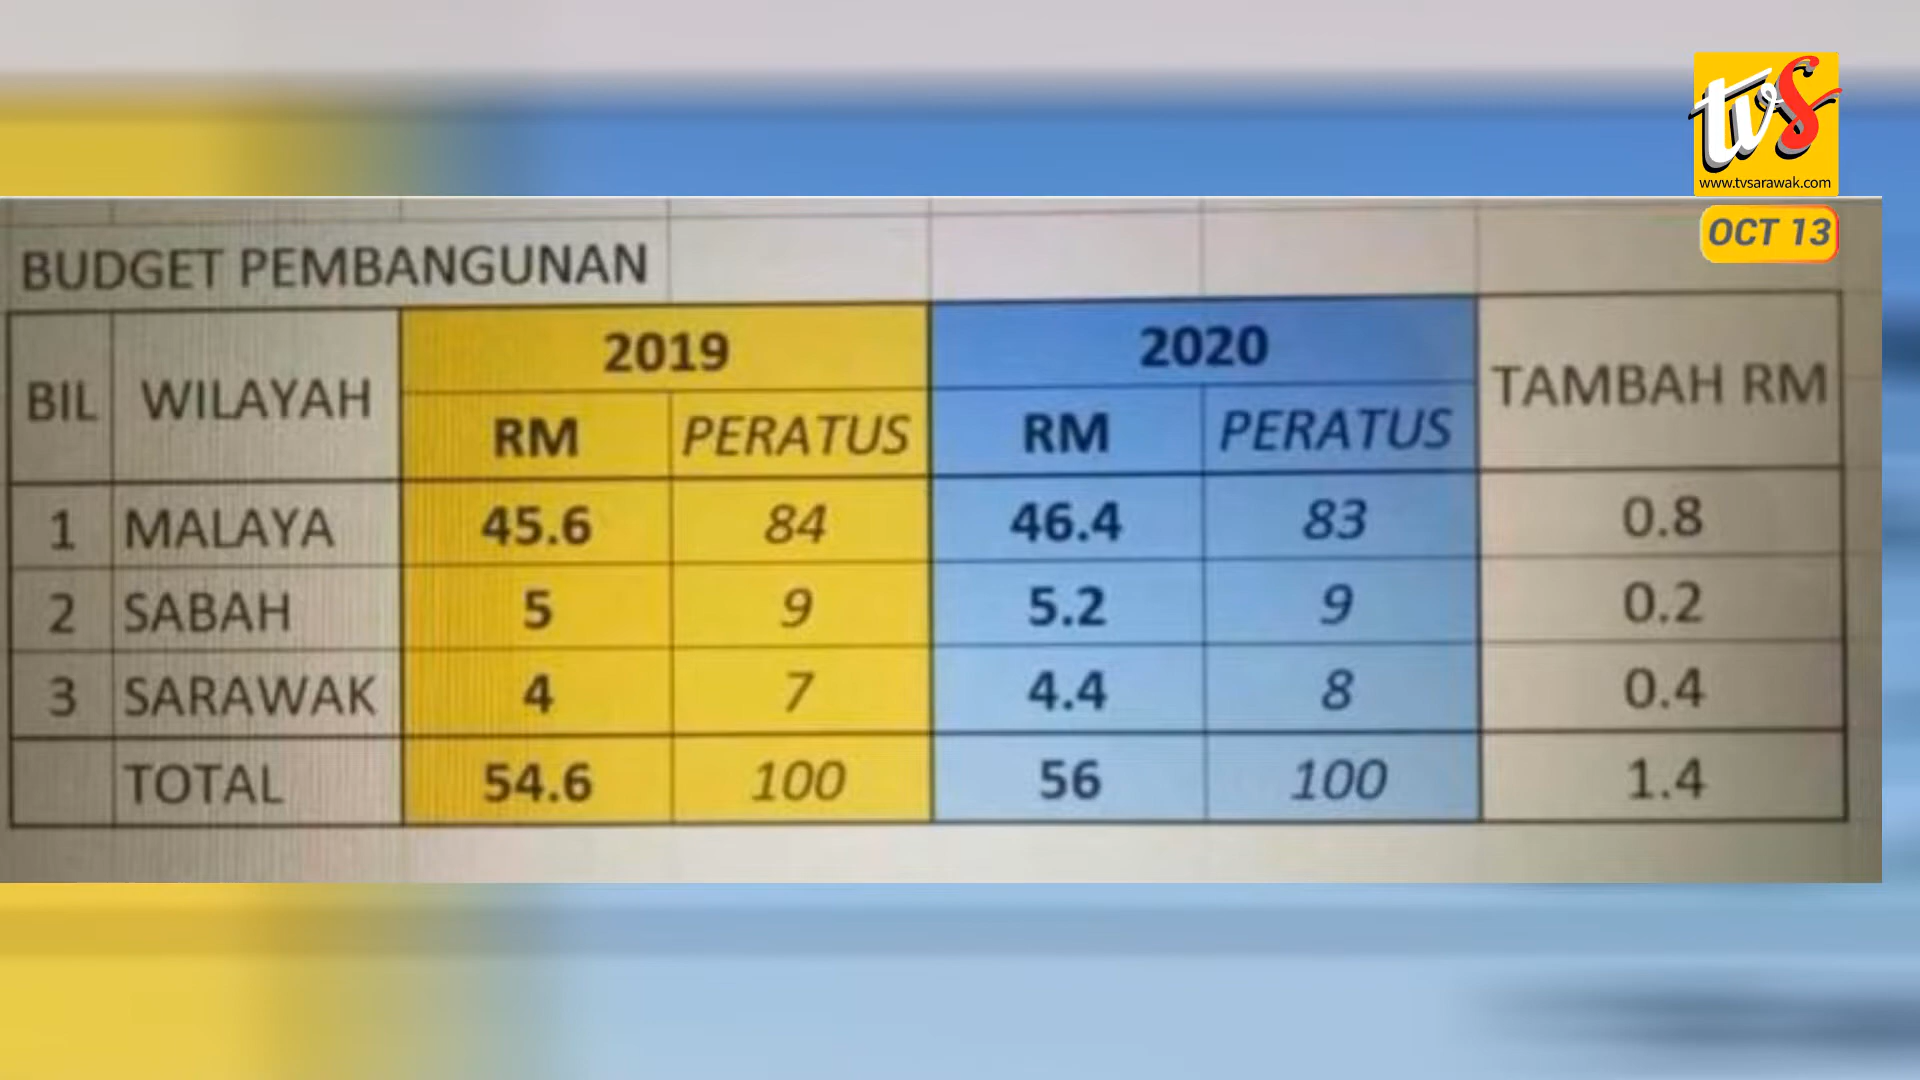 tvS
www.tvsarawak.com
OCT 13
BUDGET PEMBANGUNAN
BIL WILAYAH 2019 2020 TAMBAH RM
RM PERATUS RM PERATUS
1 MALAYA 45.6 84 46.4 83 0.8
2 SABAH 5 9 5.2 9 0.2
3 SARAWAK 4 7 4.4 8 0.4
TOTAL 54.6 100 56 100 1.4